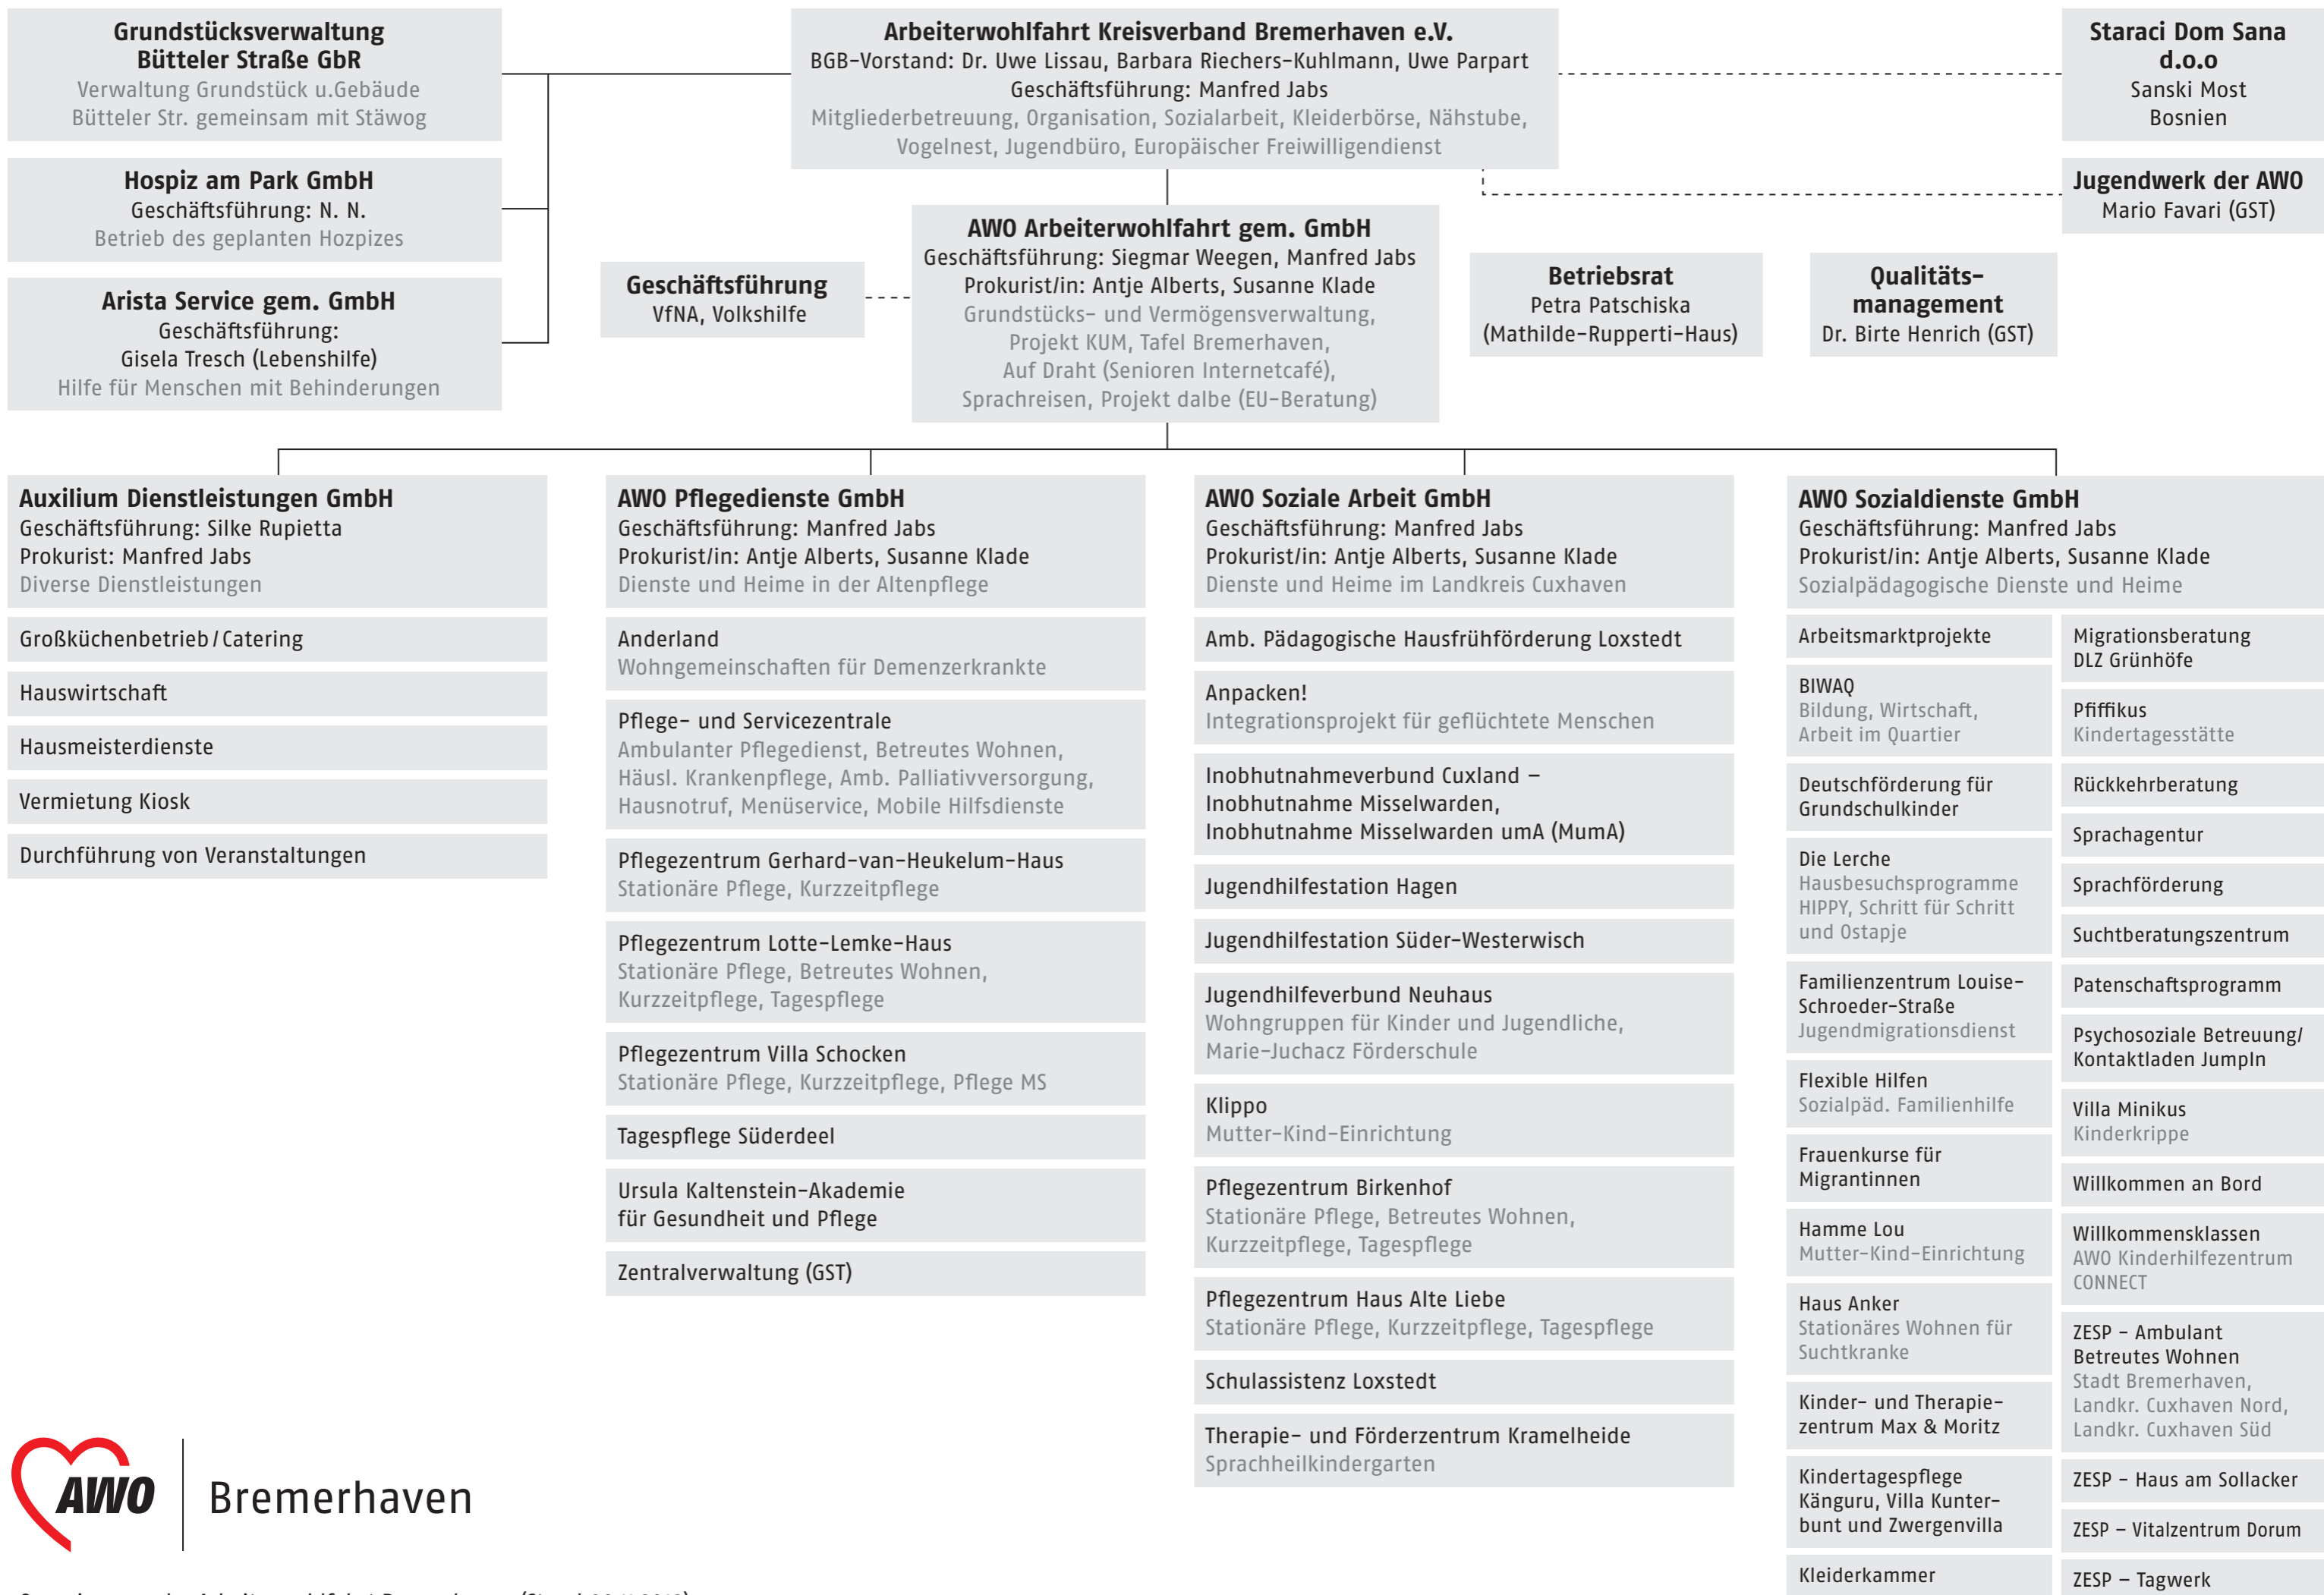 Grundstücksverwaltung
Bütteler Straße GbR
Verwaltung Grundstück u.Gebäude
Bütteler Str. gemeinsam mit Stäwog
Hospiz am Park GmbH
Geschäftsführung: N. N.
Betrieb des geplanten Hozpizes
Arista Service gem. GmbH
Geschäftsführung:
Gisela Tresch (Lebenshilfe)
Hilfe für Menschen mit Behinderungen
Arbeiterwohlfahrt Kreisverband Bremerhaven e.V.
BGB-Vorstand: Dr. Uwe Lissau, Barbara Riechers-Kuhlmann, Uwe Parpart
Geschäftsführung: Manfred Jabs
Mitgliederbetreuung, Organisation, Sozialarbeit, Kleiderbörse, Nähstube,
Vogelnest, Jugendbüro, Europäischer Freiwilligendienst
Staraci Dom Sana
d.o.o
Sanski Most
Bosnien
Jugendwerk der AWO
Mario Favari (GST)
Geschäftsführung
VfNA, Volkshilfe
AWO Arbeiterwohlfahrt gem. GmbH
Geschäftsführung: Siegmar Weegen, Manfred Jabs
Prokurist/in: Antje Alberts, Susanne Klade
Grundstücks- und Vermögensverwaltung,
Projekt KUM, Tafel Bremerhaven,
Auf Draht (Senioren Internetcafé),
Sprachreisen, Projekt dalbe (EU-Beratung)
Betriebsrat
Petra Patschiska
(Mathilde-Rupperti-Haus)
Qualitäts-
management
Dr. Birte Henrich (GST)
Auxilium Dienstleistungen GmbH
Geschäftsführung: Silke Rupietta
Prokurist: Manfred Jabs
Diverse Dienstleistungen
Großküchenbetrieb / Catering
Hauswirtschaft
Hausmeisterdienste
Vermietung Kiosk
Durchführung von Veranstaltungen
AWO Pflegedienste GmbH
Geschäftsführung: Manfred Jabs
Prokurist/in: Antje Alberts, Susanne Klade
Dienste und Heime in der Altenpflege
Anderland
Wohngemeinschaften für Demenzerkrankte
Pflege- und Servicezentrale
Ambulanter Pflegedienst, Betreutes Wohnen,
Häusl. Krankenpflege, Amb. Palliativversorgung,
Hausnotruf, Menüservice, Mobile Hilfsdienste
Pflegezentrum Gerhard-van-Heukelum-Haus
Stationäre Pflege, Kurzzeitpflege
Pflegezentrum Lotte-Lemke-Haus
Stationäre Pflege, Betreutes Wohnen,
Kurzzeitpflege, Tagespflege
Pflegezentrum Villa Schocken
Stationäre Pflege, Kurzzeitpflege, Pflege MS
Tagespflege Süderdeel
Ursula Kaltenstein-Akademie
für Gesundheit und Pflege
Zentralverwaltung (GST)
AWO Soziale Arbeit GmbH
Geschäftsführung: Manfred Jabs
Prokurist/in: Antje Alberts, Susanne Klade
Dienste und Heime im Landkreis Cuxhaven
Amb. Pädagogische Hausfrühförderung Loxstedt
Anpacken!
Integrationsprojekt für geflüchtete Menschen
Inobhutnahmeverbund Cuxland –
Inobhutnahme Misselwarden,
Inobhutnahme Misselwarden umA (MumA)
Jugendhilfestation Hagen
Jugendhilfestation Süder-Westerwisch
Jugendhilfeverbund Neuhaus
Wohngruppen für Kinder und Jugendliche,
Marie-Juchacz Förderschule
Klippo
Mutter-Kind-Einrichtung
Pflegezentrum Birkenhof
Stationäre Pflege, Betreutes Wohnen,
Kurzzeitpflege, Tagespflege
Pflegezentrum Haus Alte Liebe
Stationäre Pflege, Kurzzeitpflege, Tagespflege
Schulassistenz Loxstedt
Therapie- und Förderzentrum Kramelheide
Sprachheilkindergarten
AWO Sozialdienste GmbH
Geschäftsführung: Manfred Jabs
Prokurist/in: Antje Alberts, Susanne Klade
Sozialpädagogische Dienste und Heime
Arbeitsmarktprojekte
BIWAQ
Bildung, Wirtschaft,
Arbeit im Quartier
Deutschförderung für
Grundschulkinder
Die Lerche
Hausbesuchsprogramme
HIPPY, Schritt für Schritt
und Ostapje
Familienzentrum Louise-
Schroeder-Straße
Jugendmigrationsdienst
Flexible Hilfen
Sozialpäd. Familienhilfe
Frauenkurse für
Migrantinnen
Hamme Lou
Mutter-Kind-Einrichtung
Haus Anker
Stationäres Wohnen für
Suchtkranke
Kinder- und Therapie-
zentrum Max & Moritz
Kindertagespflege
Känguru, Villa Kunter-
bunt und Zwergenvilla
Kleiderkammer
Migrationsberatung
DLZ Grünhöfe
Pfiffikus
Kindertagesstätte
Rückkehrberatung
Sprachagentur
Sprachförderung
Suchtberatungszentrum
Patenschaftsprogramm
Psychosoziale Betreuung/
Kontaktladen JumpIn
Villa Minikus
Kinderkrippe
Willkommen an Bord
Willkommensklassen
AWO Kinderhilfezentrum
CONNECT
ZESP - Ambulant
Betreutes Wohnen
Stadt Bremerhaven,
Landkr. Cuxhaven Nord,
Landkr. Cuxhaven Süd
ZESP - Haus am Sollacker
ZESP – Vitalzentrum Dorum
ZESP – Tagwerk
AWO
Bremerhaven